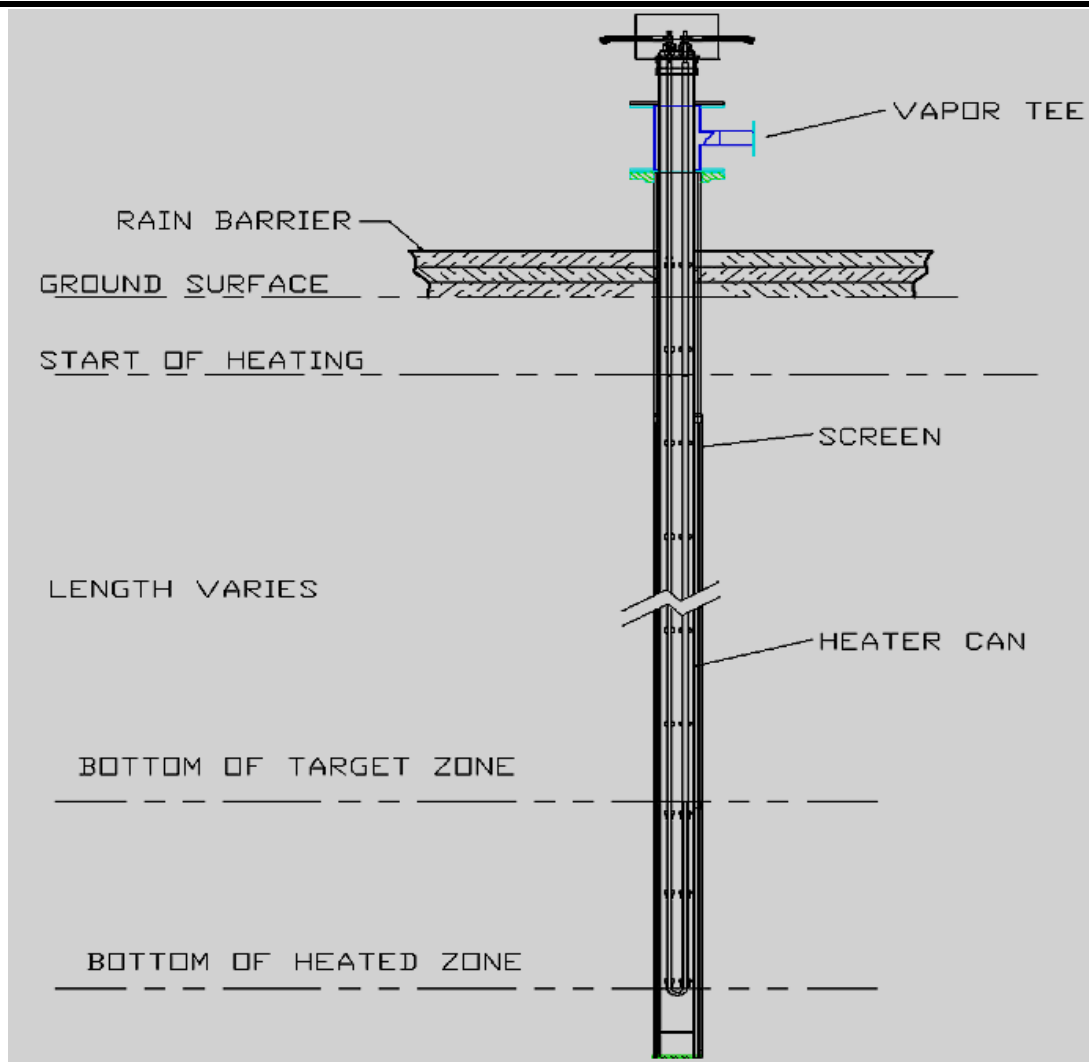 VAPOR TEE
RAIN BARRIER
GROUND SURFACE
START OF HEATING
SCREEN
LENGTH VARIES
HEATER CAN
BOTTOM OF TARGET ZONE
BOTTOM OF HEATED ZONE